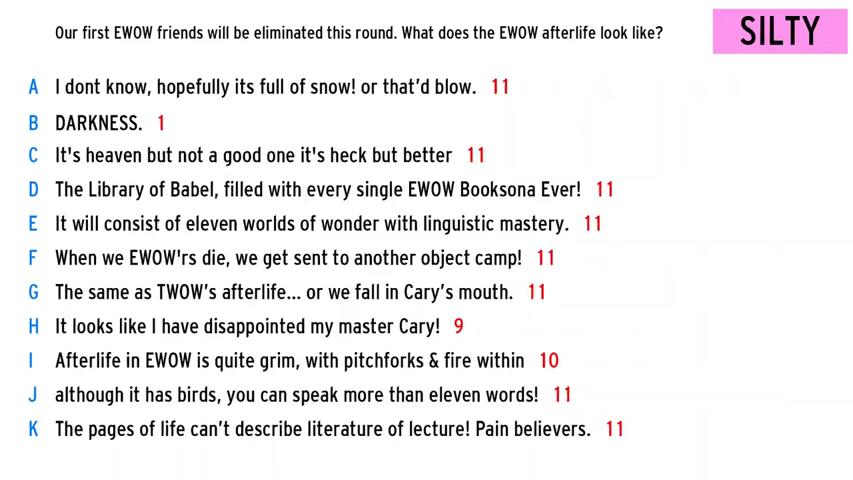 Our first EWOW friends will be eliminated this round. What does the EWOW afterlife look like?
SILTY
A I dont know, hopefully its full of snow! or that'd blow. 11
B DARKNESS. 1
C It's heaven but not a good one it's heck but better 11
D The Library of Babel, filled with every single EWOW Booksona Ever! 11
E It will consist of eleven worlds of wonder with linguistic mastery. 11
F When we EWOW'rs die, we get sent to another object camp! 11
G The same as TWOW's afterlife... or we fall in Cary's mouth. 11
H It looks like I have disappointed my master Cary! 9
I Afterlife in EWOW is quite grim, with pitchforks & fire within 10
J although it has birds, you can speak more than eleven words! 11
K The pages of life can't describe literature of lecture! Pain believers. 11